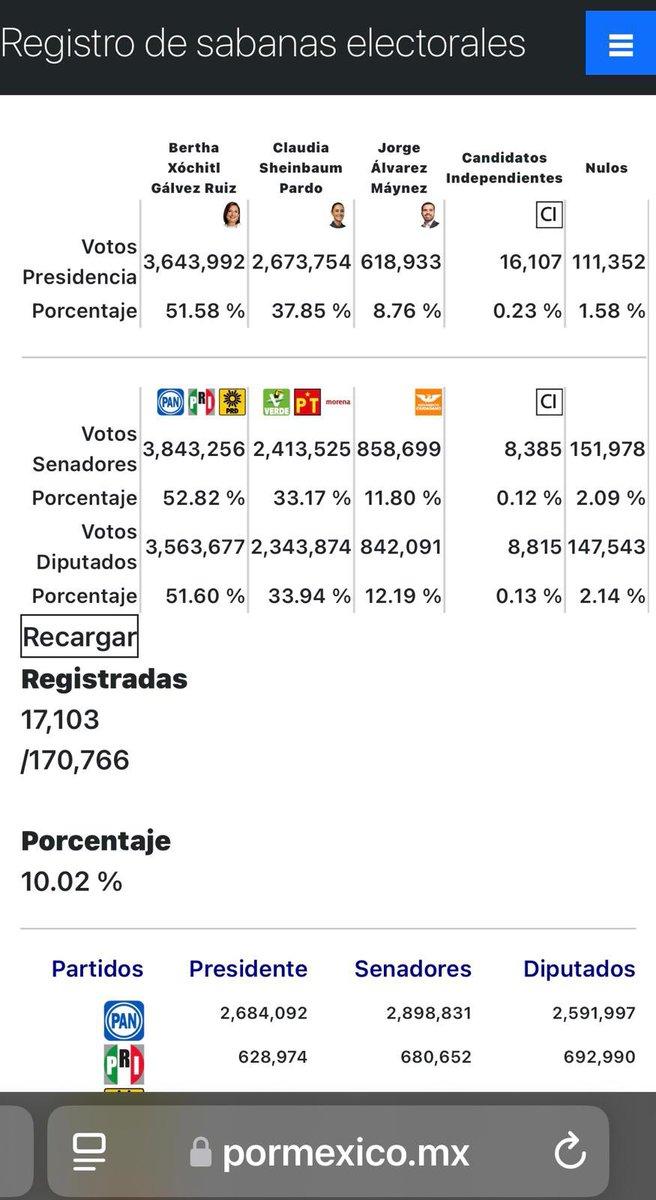 Registro de sabanas electorales
Bertha Xóchitl Gálvez Ruiz Claudia Sheinbaum Pardo Jorge Álvarez Máynez Candidatos Independientes Nulos
CI
Votos Presidencia 3,643,992 2,673,754 618,933 16,107 111,352
Porcentaje 51.58 % 37.85 % 8.76 % 0.23 % 1.58 %
PAN PRI PRD VERDE PT morena CI
Votos Senadores 3,843,256 2,413,525 858,699 8,385 151,978
Porcentaje 52.82 % 33.17 % 11.80 % 0.12 % 2.09 %
Votos Diputados 3,563,677 2,343,874 842,091 8,815 147,543
Porcentaje 51.60 % 33.94 % 12.19 % 0.13 % 2.14 %
Recargar
Registradas
17,103
/170,766
Porcentaje
10.02 %
Partidos Presidente Senadores Diputados
PAN 2,684,092 2,898,831 2,591,997
PRI 628,974 680,652 692,990
pormexico.mx